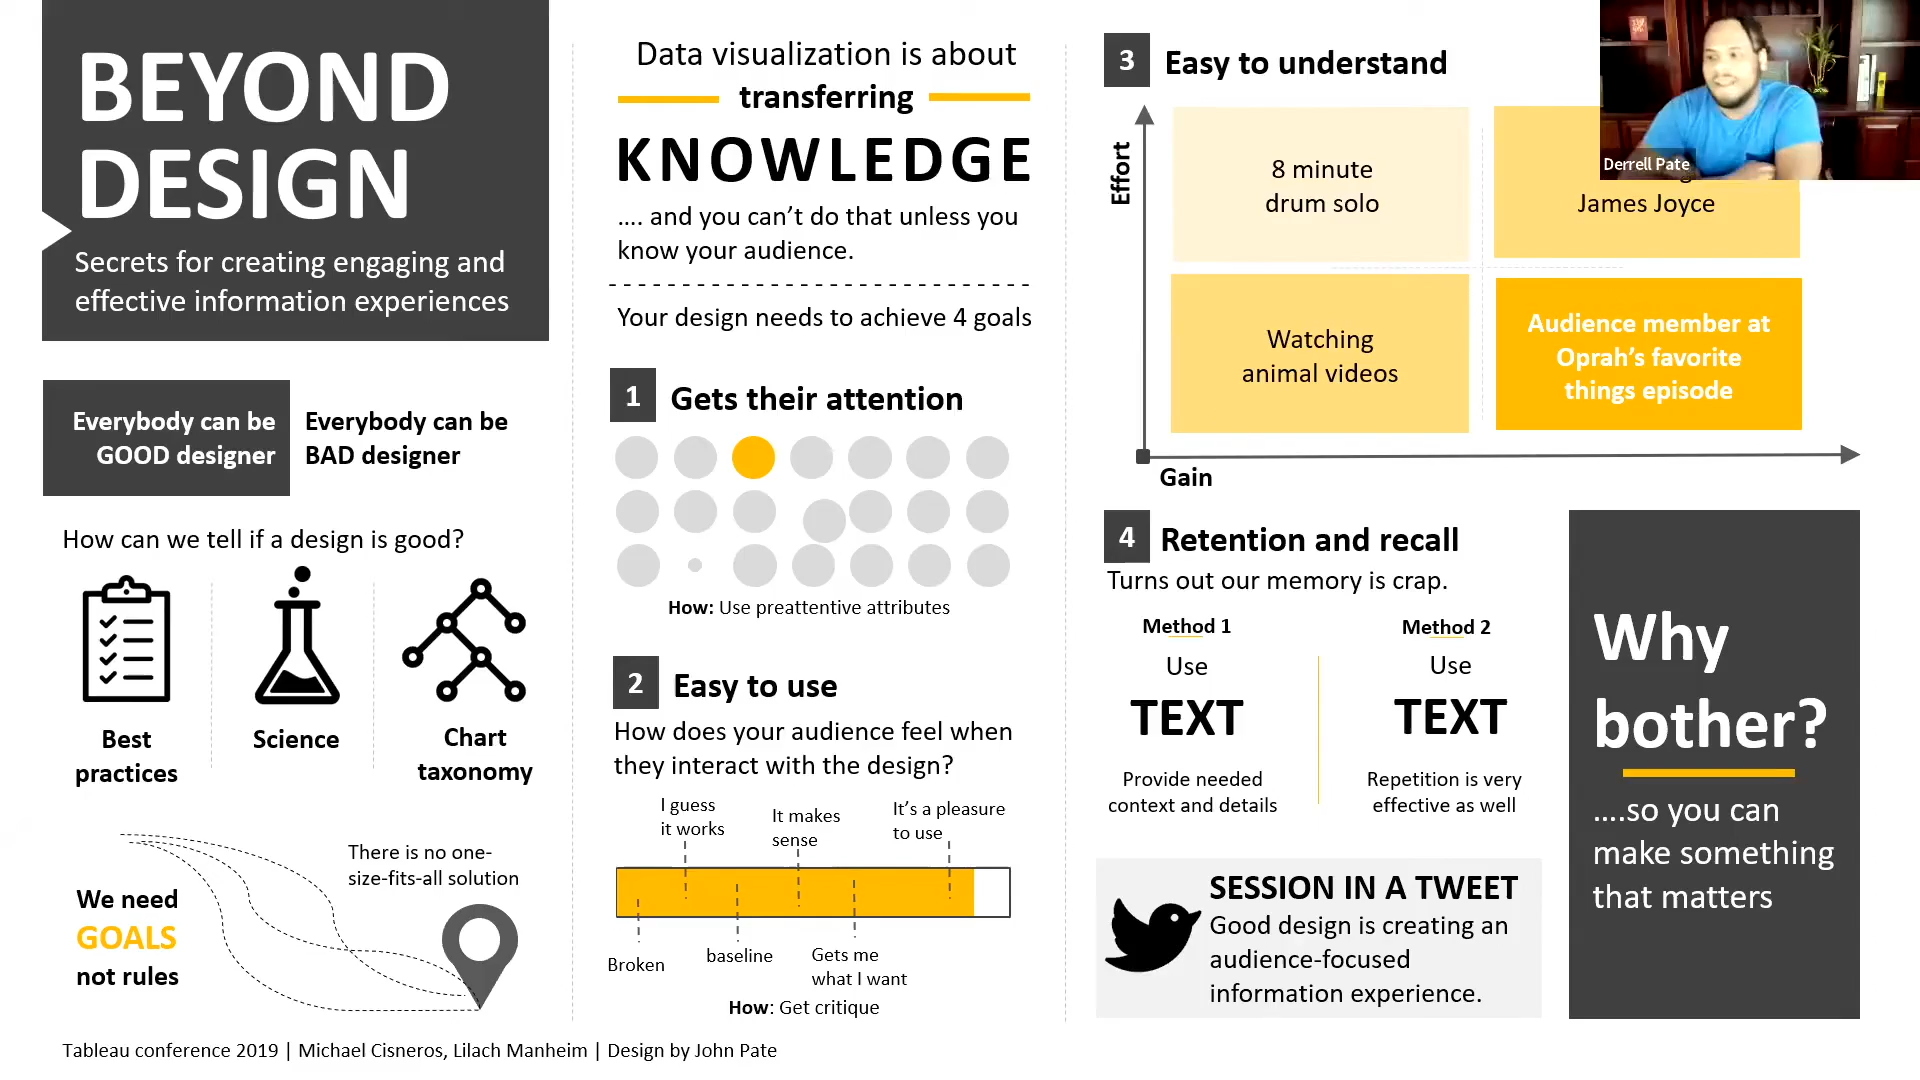 BEYOND
DESIGN
Secrets for creating engaging and
effective information experiences
Everybody can be
GOOD designer
Everybody can be
BAD designer
How can we tell if a design is good?
Best
practices
Science
Chart
taxonomy
There is no one-
size-fits-all solution
We need
GOALS
not rules
Data visualization is about
transferring
KNOWLEDGE
.... and you can't do that unless you
know your audience.
Your design needs to achieve 4 goals
1 Gets their attention
How: Use preattentive attributes
2 Easy to use
How does your audience feel when
they interact with the design?
I guess
it works
It makes
sense
It's a pleasure
to use
Broken
baseline
Gets me
what I want
How: Get critique
3 Easy to understand
Effort
8 minute
drum solo
James Joyce
Watching
animal videos
Audience member at
Oprah's favorite
things episode
Gain
Derrell Pate
4 Retention and recall
Turns out our memory is crap.
Method 1
Use
TEXT
Provide needed
context and details
Method 2
Use
TEXT
Repetition is very
effective as well
SESSION IN A TWEET
Good design is creating an
audience-focused
information experience.
Why
bother?
....so you can
make something
that matters
Tableau conference 2019 | Michael Cisneros, Lilach Manheim | Design by John Pate